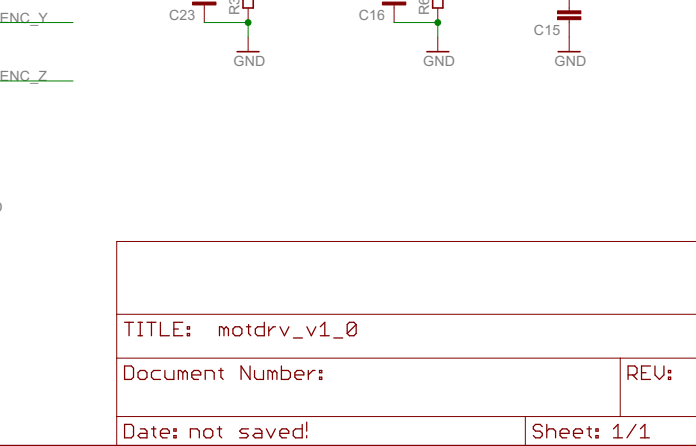 ENC_Y
C23
C16
C15
GND
GND
GND
ENC_Z
TITLE: motdrv_v1_0
Document Number:
REV:
Date: not saved!
Sheet: 1/1